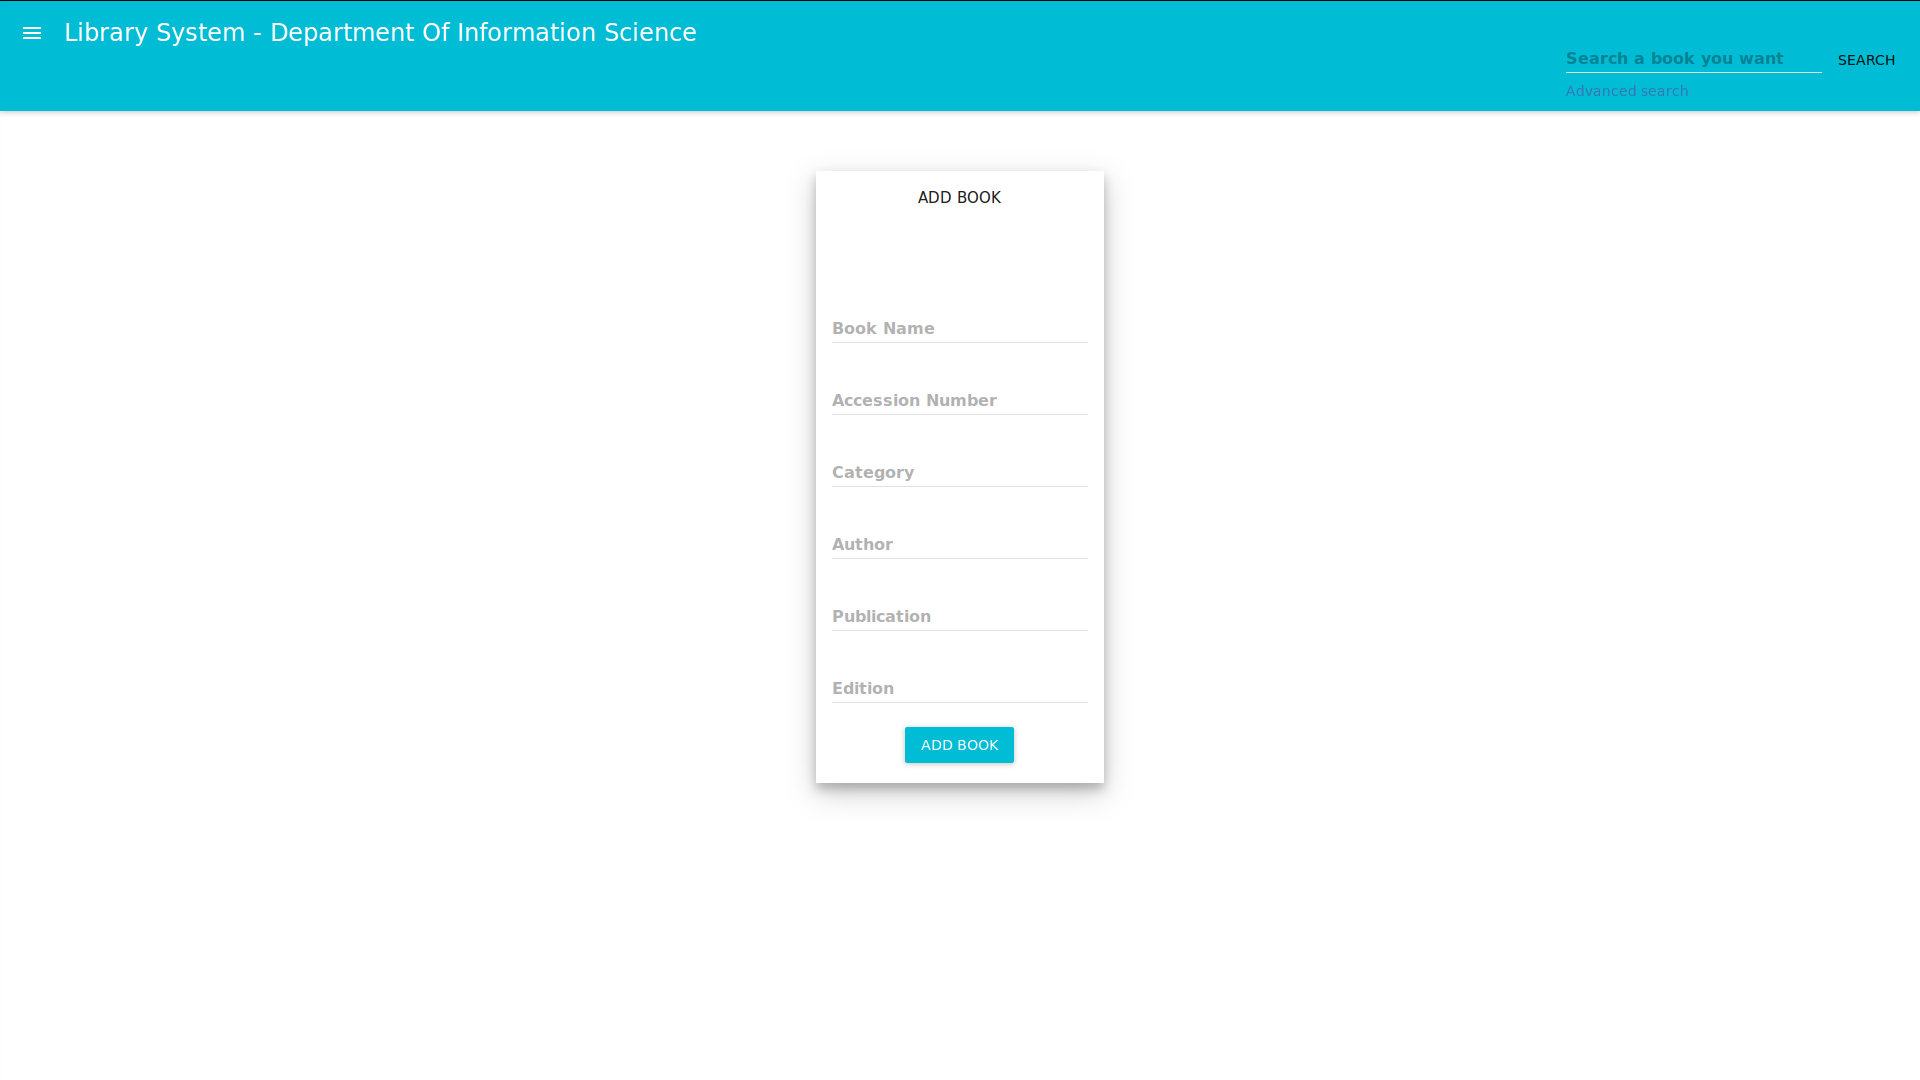 Library System - Department Of Information Science
Search a book you want
SEARCH
Advanced search
ADD BOOK
Book Name
Accession Number
Category
Author
Publication
Edition
ADD BOOK